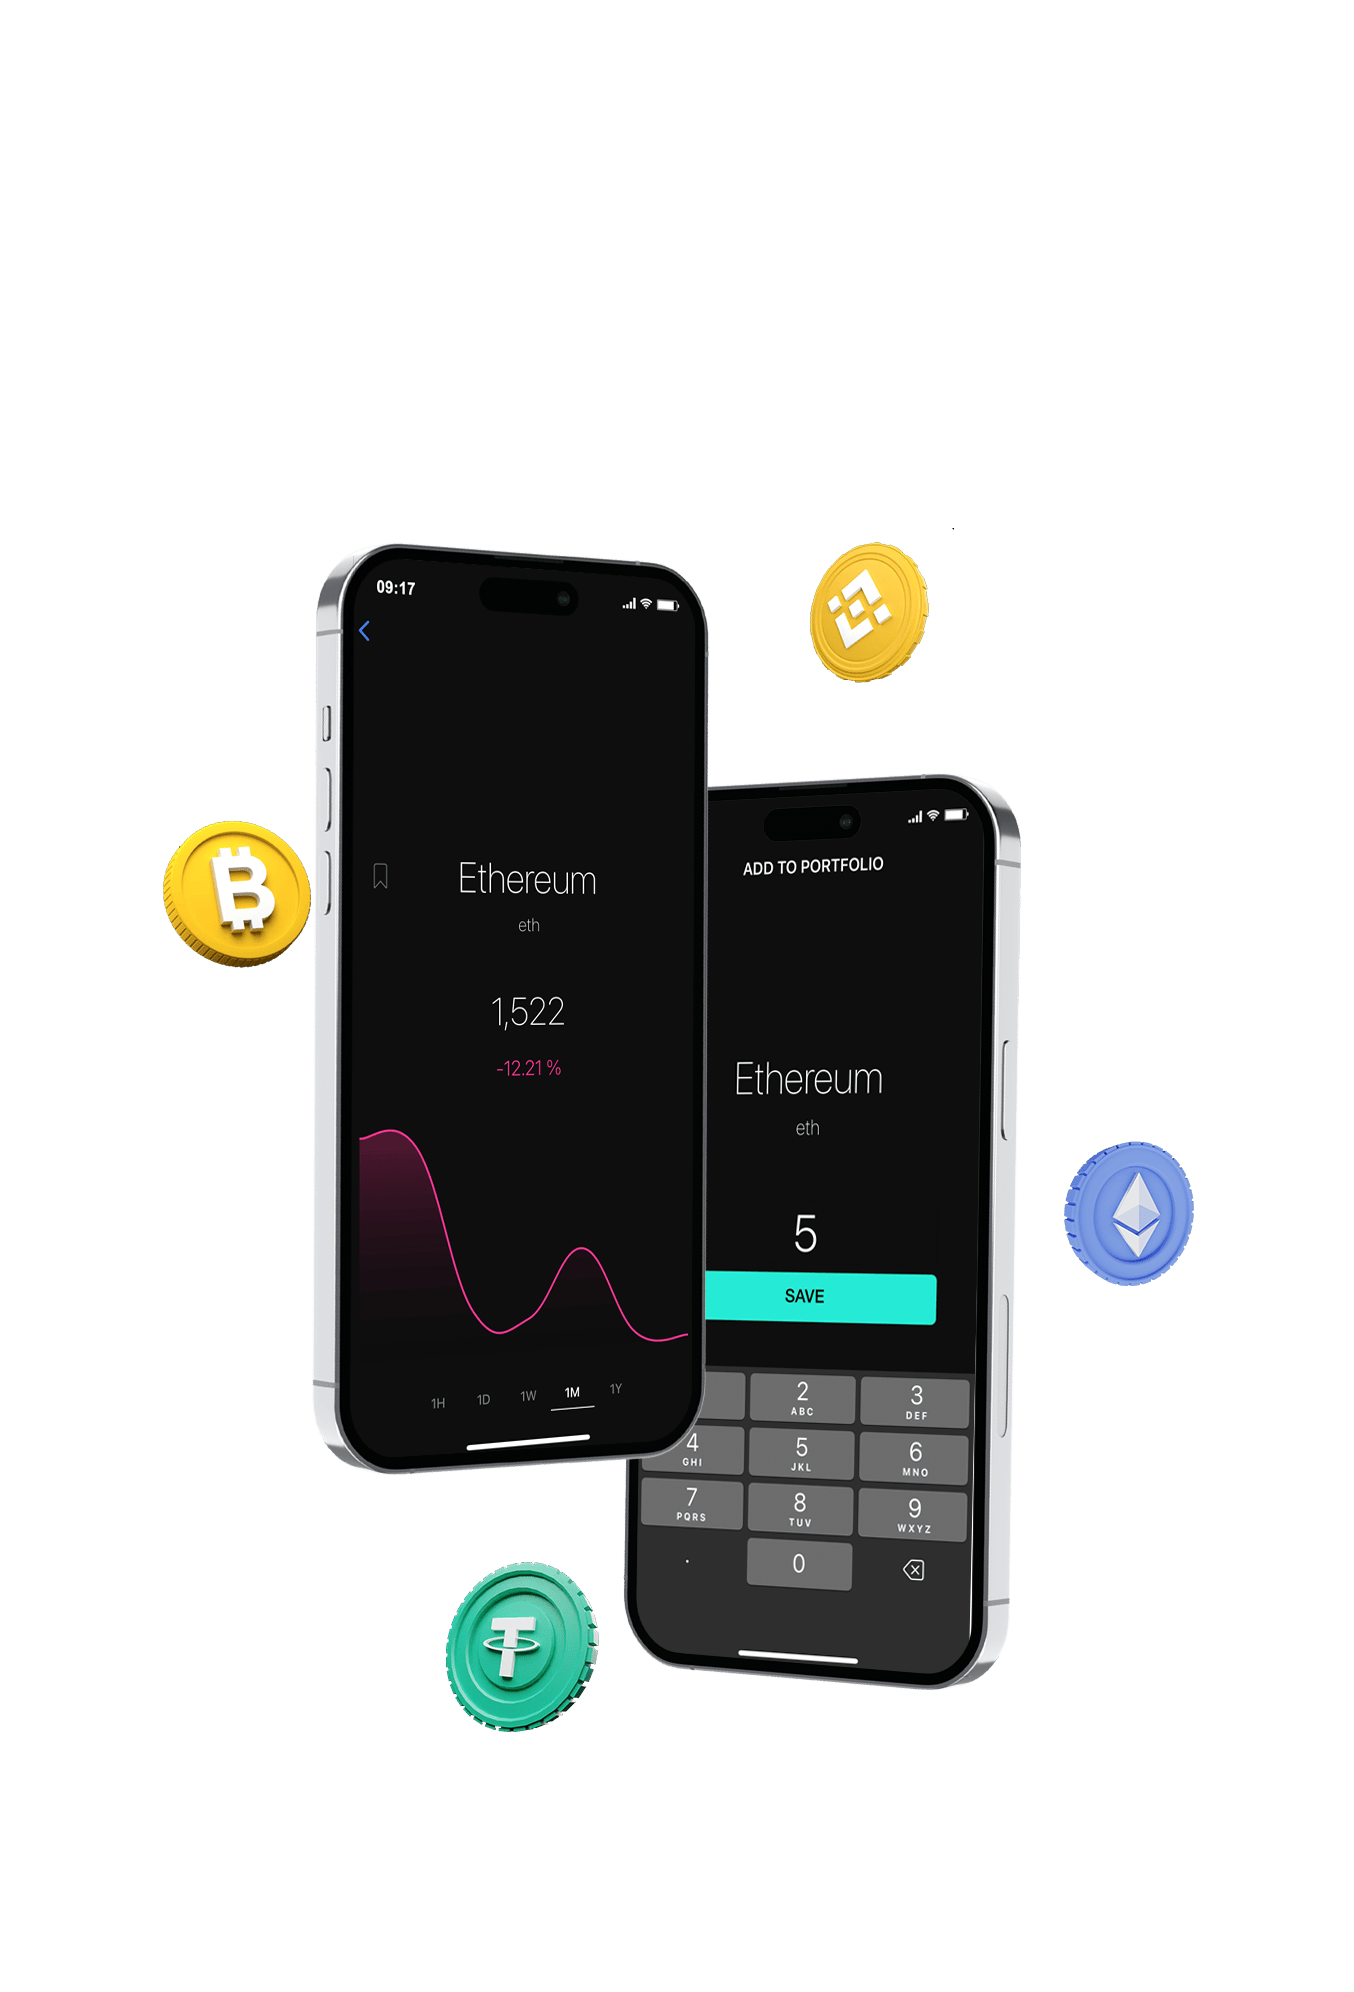 09:17
Ethereum
eth
1,522
-12.21 %
1H 1D 1W 1M 1Y
ADD TO PORTFOLIO
Ethereum
eth
5
SAVE
2 3
ABC DEF
4 5 6
GHI JKL MNO
7 8 9
PQRS TUV WXYZ
. 0